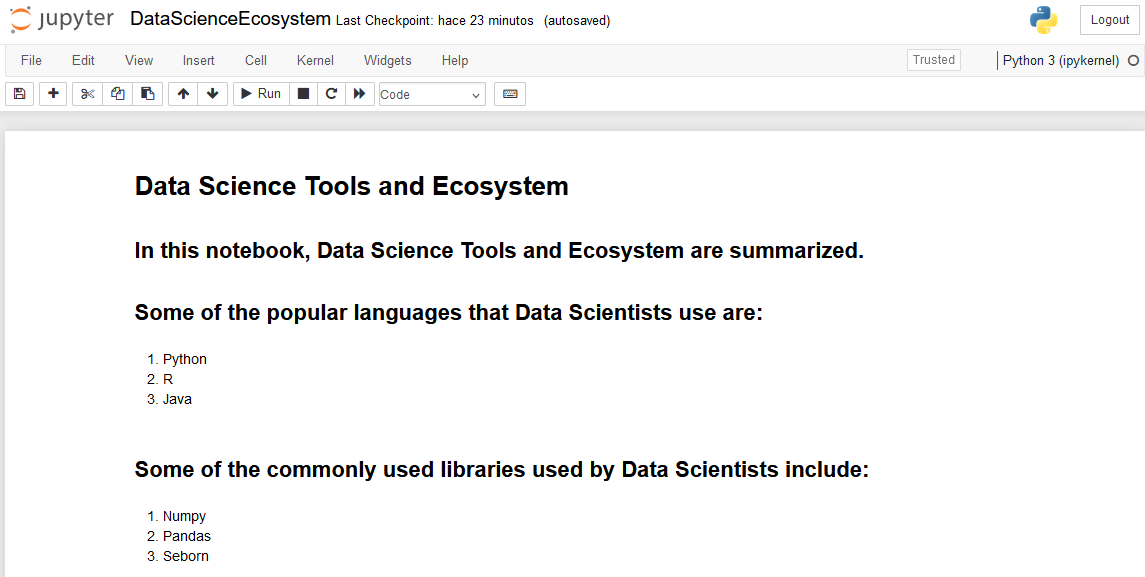 jupyter DataScienceEcosystem Last Checkpoint: hace 23 minutos (autosaved) Logout
File Edit View Insert Cell Kernel Widgets Help Trusted Python 3 (ipykernel)
Run Code
Data Science Tools and Ecosystem
In this notebook, Data Science Tools and Ecosystem are summarized.
Some of the popular languages that Data Scientists use are:
1. Python
2. R
3. Java
Some of the commonly used libraries used by Data Scientists include:
1. Numpy
2. Pandas
3. Seborn